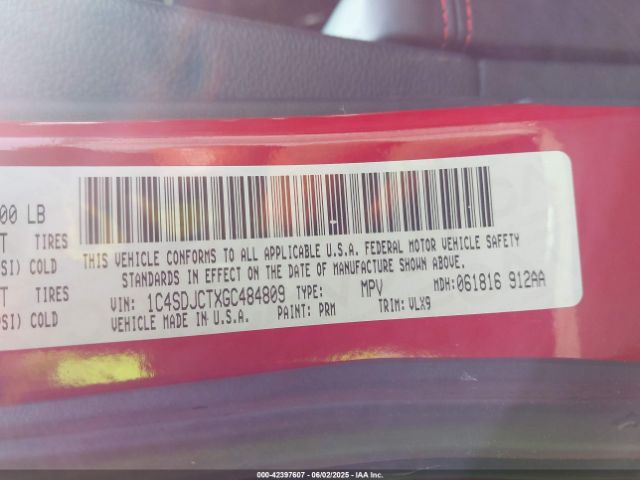 00 LB
T TIRES
SI) COLD
T TIRES
SI) COLD
THIS VEHICLE CONFORMS TO ALL APPLICABLE U.S.A. FEDERAL MOTOR VEHICLE SAFETY
STANDARDS IN EFFECT ON THE DATE OF MANUFACTURE SHOWN ABOVE.
VIN: 1C4SDJCTXGC484809 TYPE: MPV MDH: 061816 912AA
VEHICLE MADE IN U.S.A. PAINT: PRM TRIM: VLX9
000-42397607 - 06/02/2025 - IAA Inc.